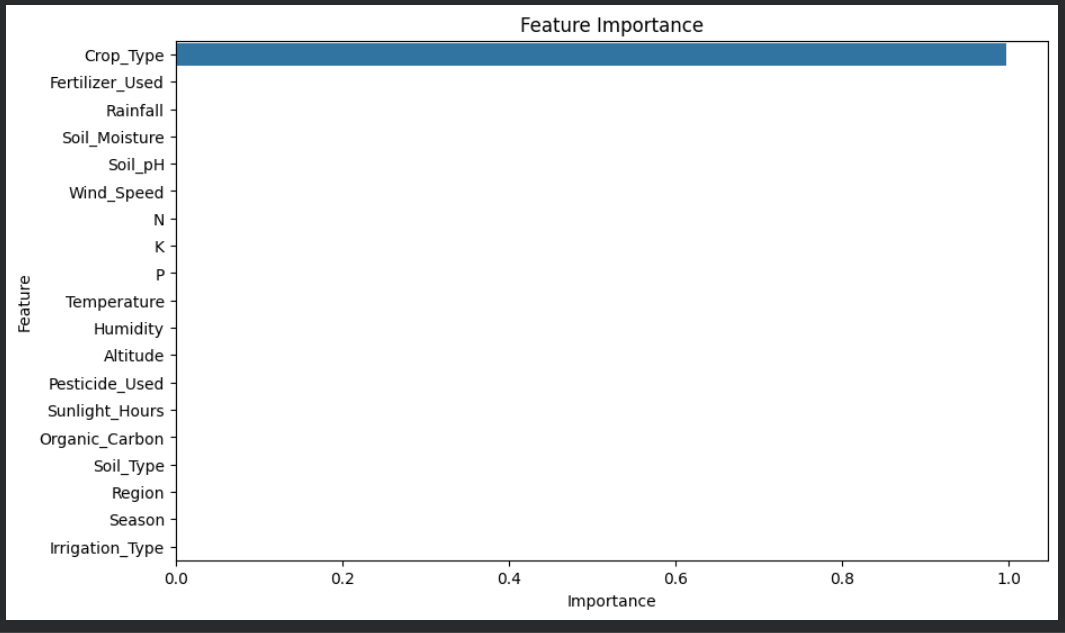 Feature Importance
Feature
Crop_Type
Fertilizer_Used
Rainfall
Soil_Moisture
Soil_pH
Wind_Speed
N
K
P
Temperature
Humidity
Altitude
Pesticide_Used
Sunlight_Hours
Organic_Carbon
Soil_Type
Region
Season
Irrigation_Type
0.0 0.2 0.4 0.6 0.8 1.0
Importance